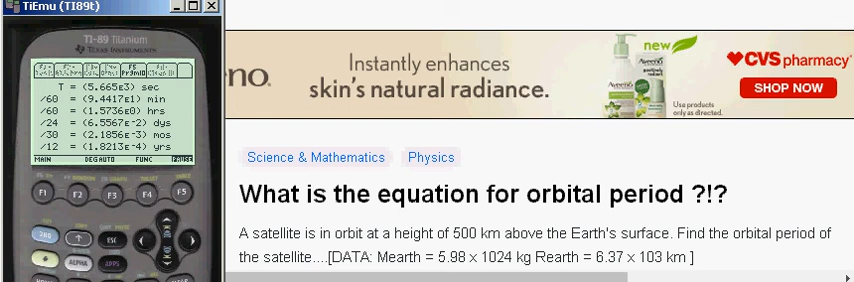 TiEmu (TI89t)
TI-89 Titanium
TEXAS INSTRUMENTS
T = (5.665E3) sec
/60 = (9.4417E1) min
/60 = (1.5736E0) hrs
/24 = (6.5567E-2) dys
/30 = (2.1856E-3) mos
/12 = (1.8213E-4) yrs
MAIN DEGAUTO FUNC PAUSE
F1 F2 F3 F4 F5
2nd ESC
ALPHA APPS
no.
Instantly enhances
skin's natural radiance.
new
Aveeno
Use products
only as directed.
CVS pharmacy
SHOP NOW
Science & Mathematics Physics
What is the equation for orbital period ?!?
A satellite is in orbit at a height of 500 km above the Earth's surface. Find the orbital period of
the satellite....[DATA: Mearth = 5.98 x 1024 kg Rearth = 6.37 x 103 km ]